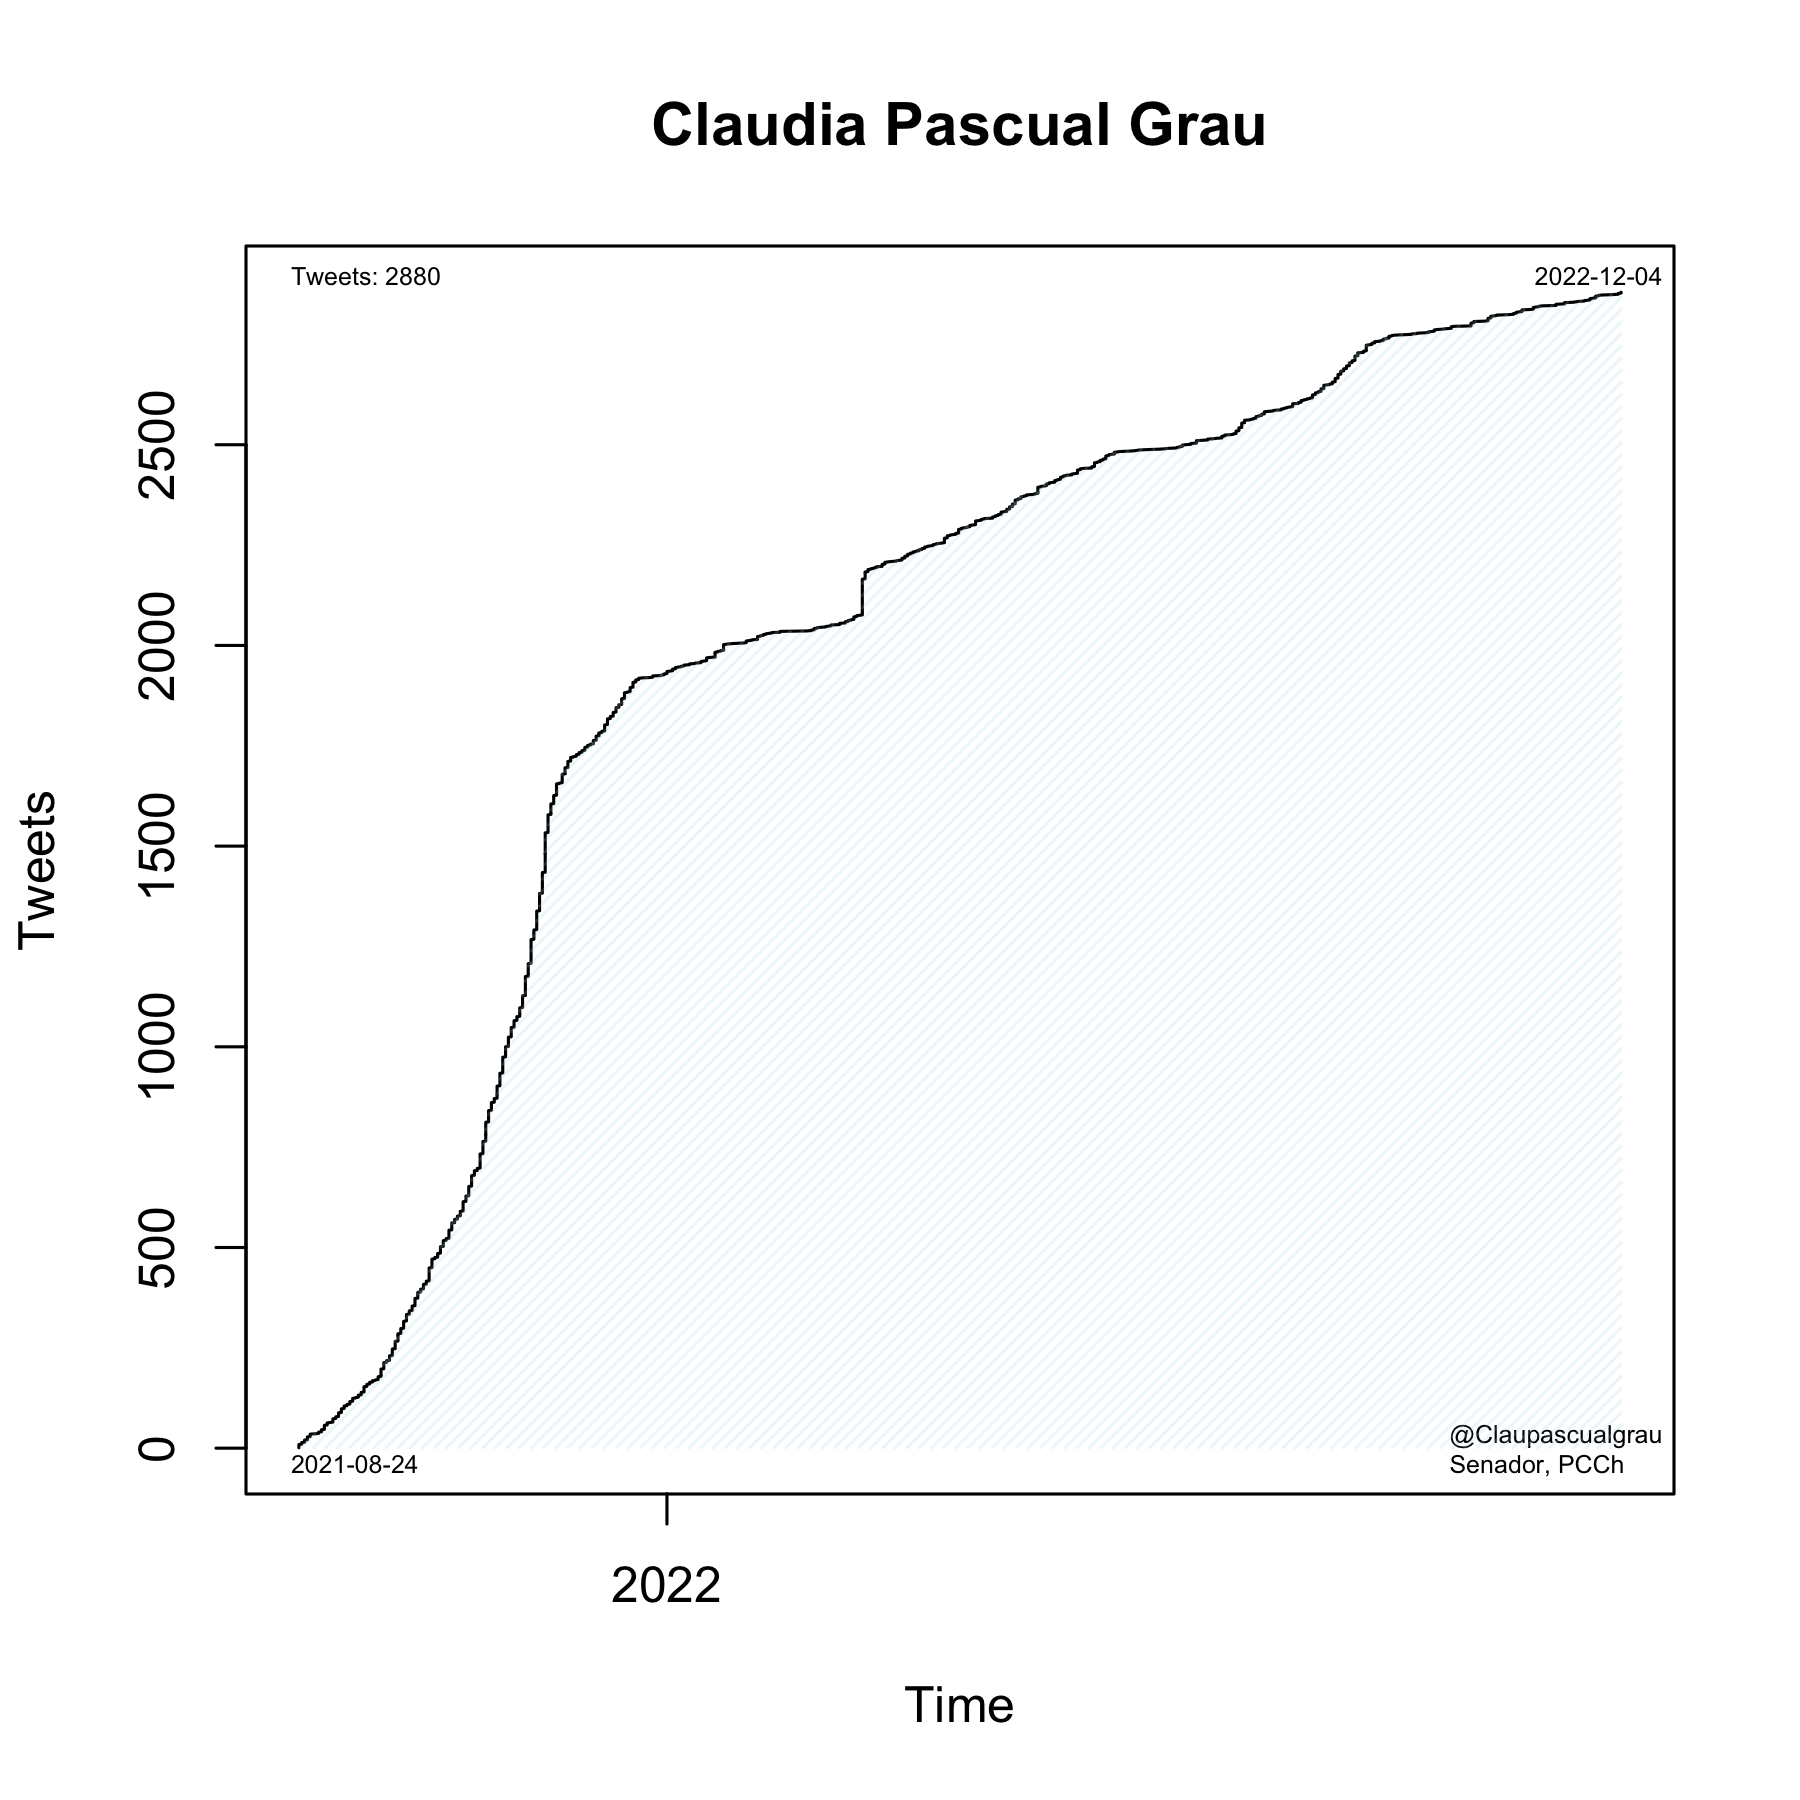 Claudia Pascual Grau
Tweets: 2880
2022-12-04
2500
2000
1500
1000
500
0
Tweets
@Claupascualgrau
Senador, PCCh
2021-08-24
2022
Time